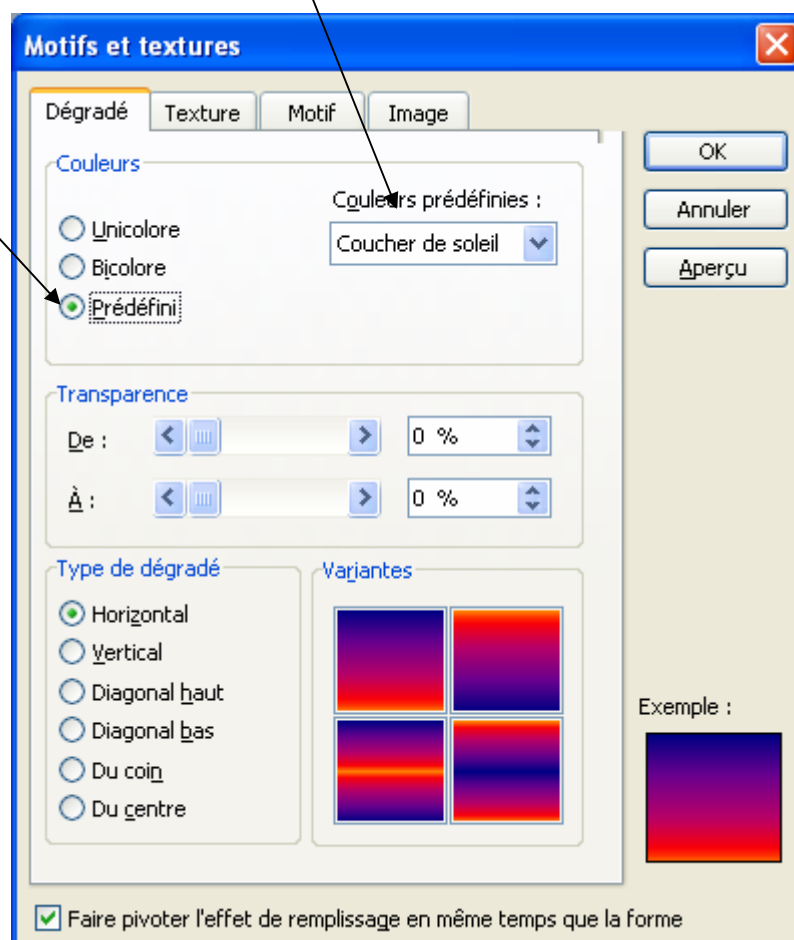 Motifs et textures
Dégradé Texture Motif Image
OK
Annuler
Aperçu
Couleurs
Unicolore
Bicolore
Prédéfini
Couleurs prédéfinies :
Coucher de soleil
Transparence
De : 0 %
À : 0 %
Type de dégradé
Horizontal
Vertical
Diagonal haut
Diagonal bas
Du coin
Du centre
Variantes
Exemple :
Faire pivoter l'effet de remplissage en même temps que la forme